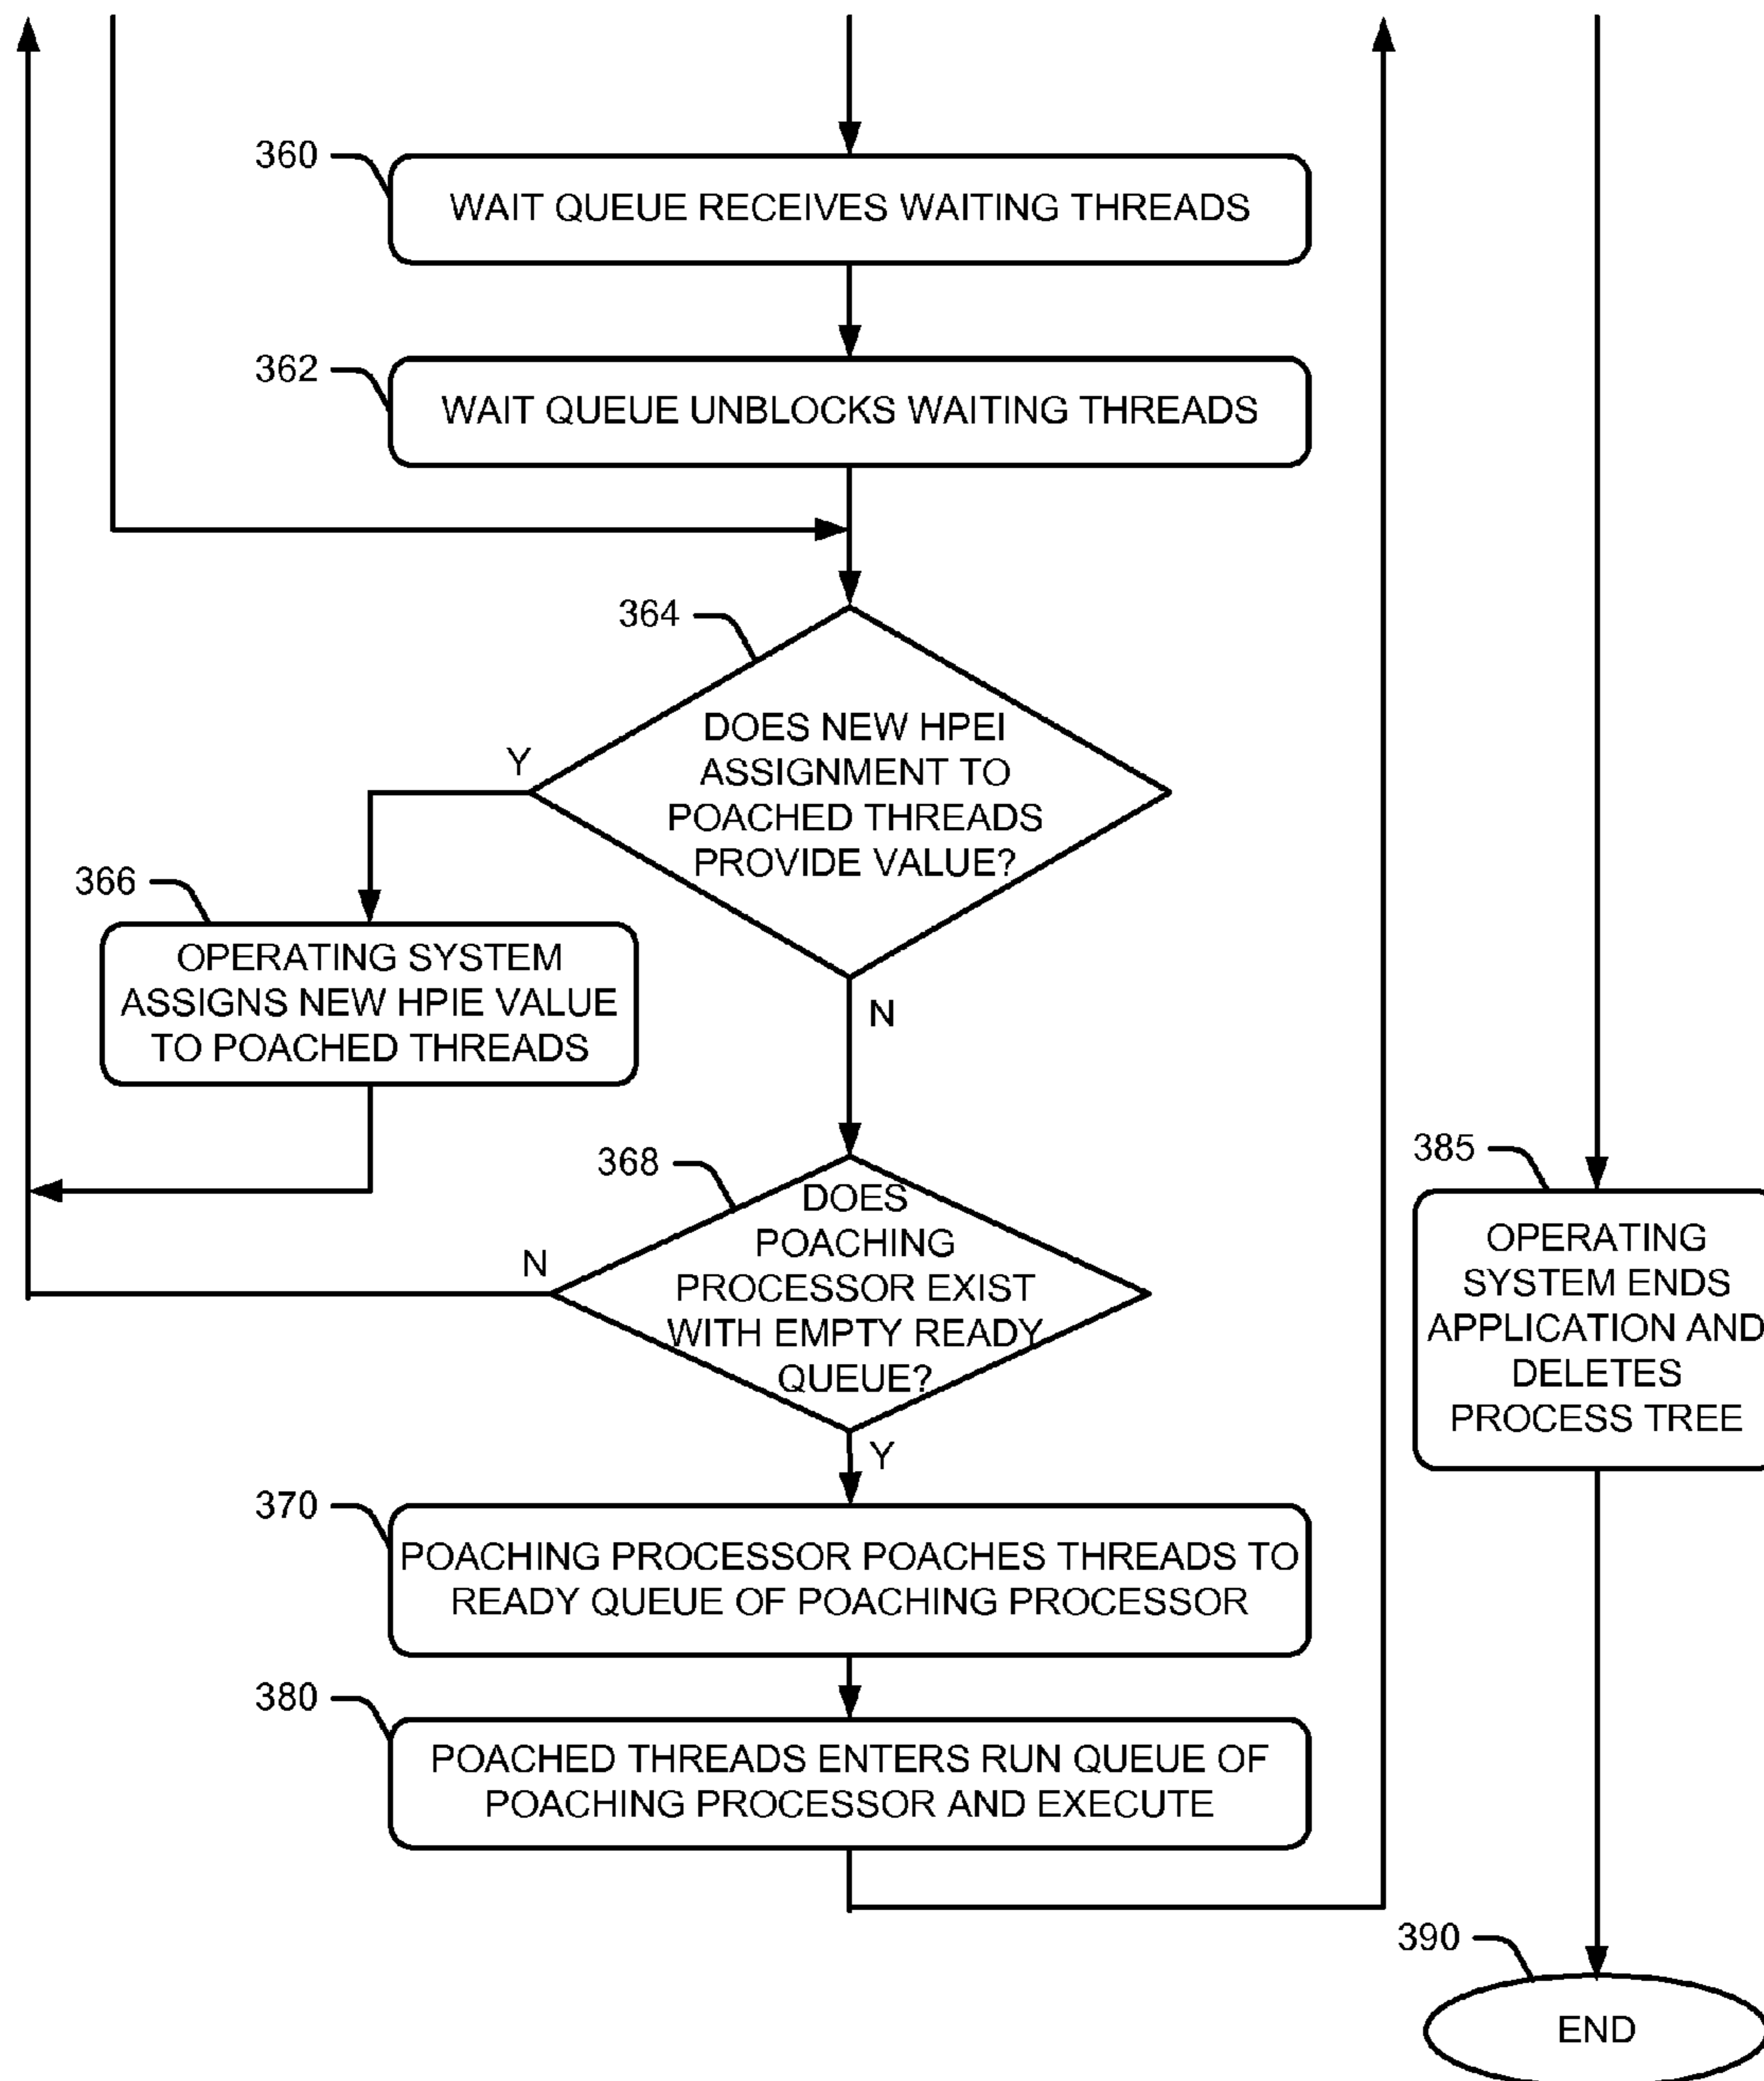 360
WAIT QUEUE RECEIVES WAITING THREADS
362
WAIT QUEUE UNBLOCKS WAITING THREADS
364
DOES NEW HPEI
ASSIGNMENT TO
POACHED THREADS
PROVIDE VALUE?
Y
N
366
OPERATING SYSTEM
ASSIGNS NEW HPIE VALUE
TO POACHED THREADS
368
DOES
POACHING
PROCESSOR EXIST
WITH EMPTY READY
QUEUE?
N
Y
370
POACHING PROCESSOR POACHES THREADS TO
READY QUEUE OF POACHING PROCESSOR
380
POACHED THREADS ENTERS RUN QUEUE OF
POACHING PROCESSOR AND EXECUTE
385
OPERATING
SYSTEM ENDS
APPLICATION AND
DELETES
PROCESS TREE
390
END